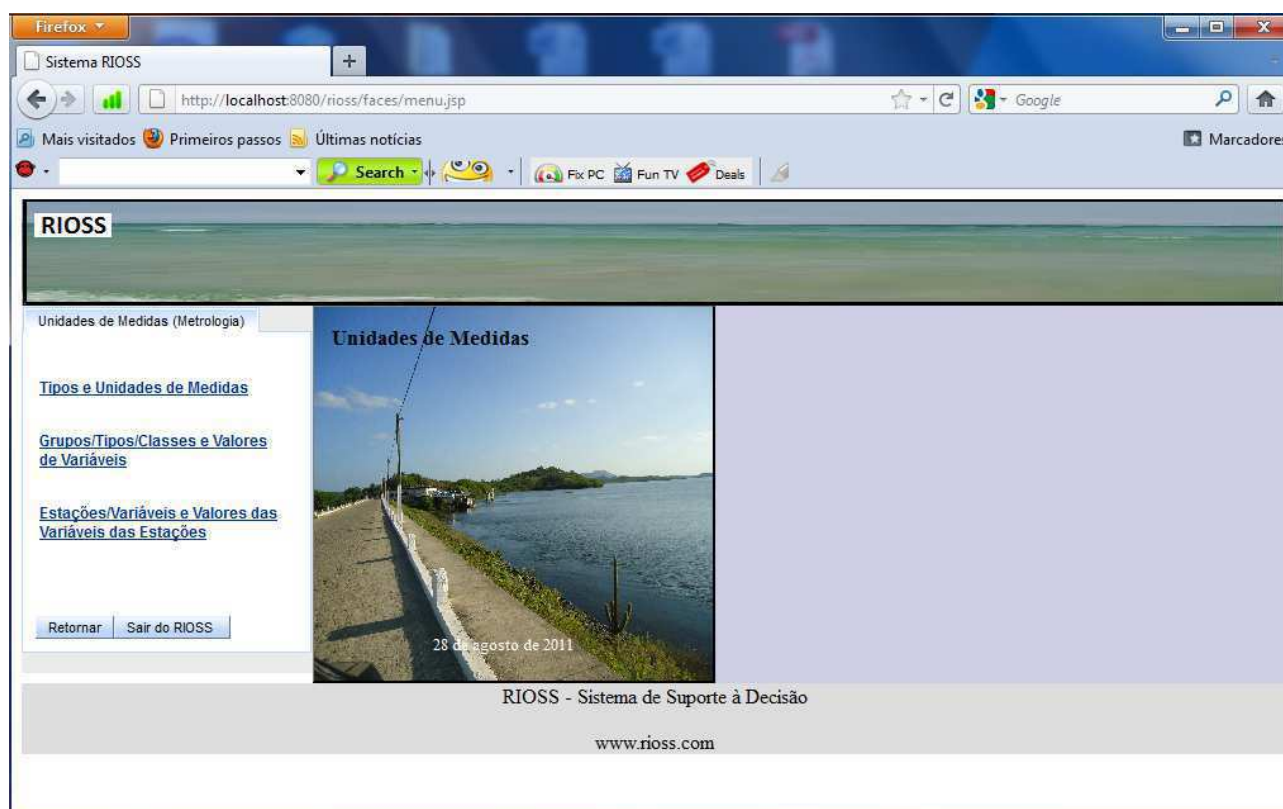 Firefox
Sistema RIOSS
http://localhost:8080/rioss/faces/menu.jsp
Google
Mais visitados Primeiros passos Últimas notícias
Marcadores
Search Fix PC Fun TV Deals
RIOSS
Unidades de Medidas (Metrologia)
Unidades de Medidas
Tipos e Unidades de Medidas
Grupos/Tipos/Classes e Valores
de Variáveis
Estações/Variáveis e Valores das
Variáveis das Estações
Retornar Sair do RIOSS
28 de agosto de 2011
RIOSS - Sistema de Suporte à Decisão
www.rioss.com